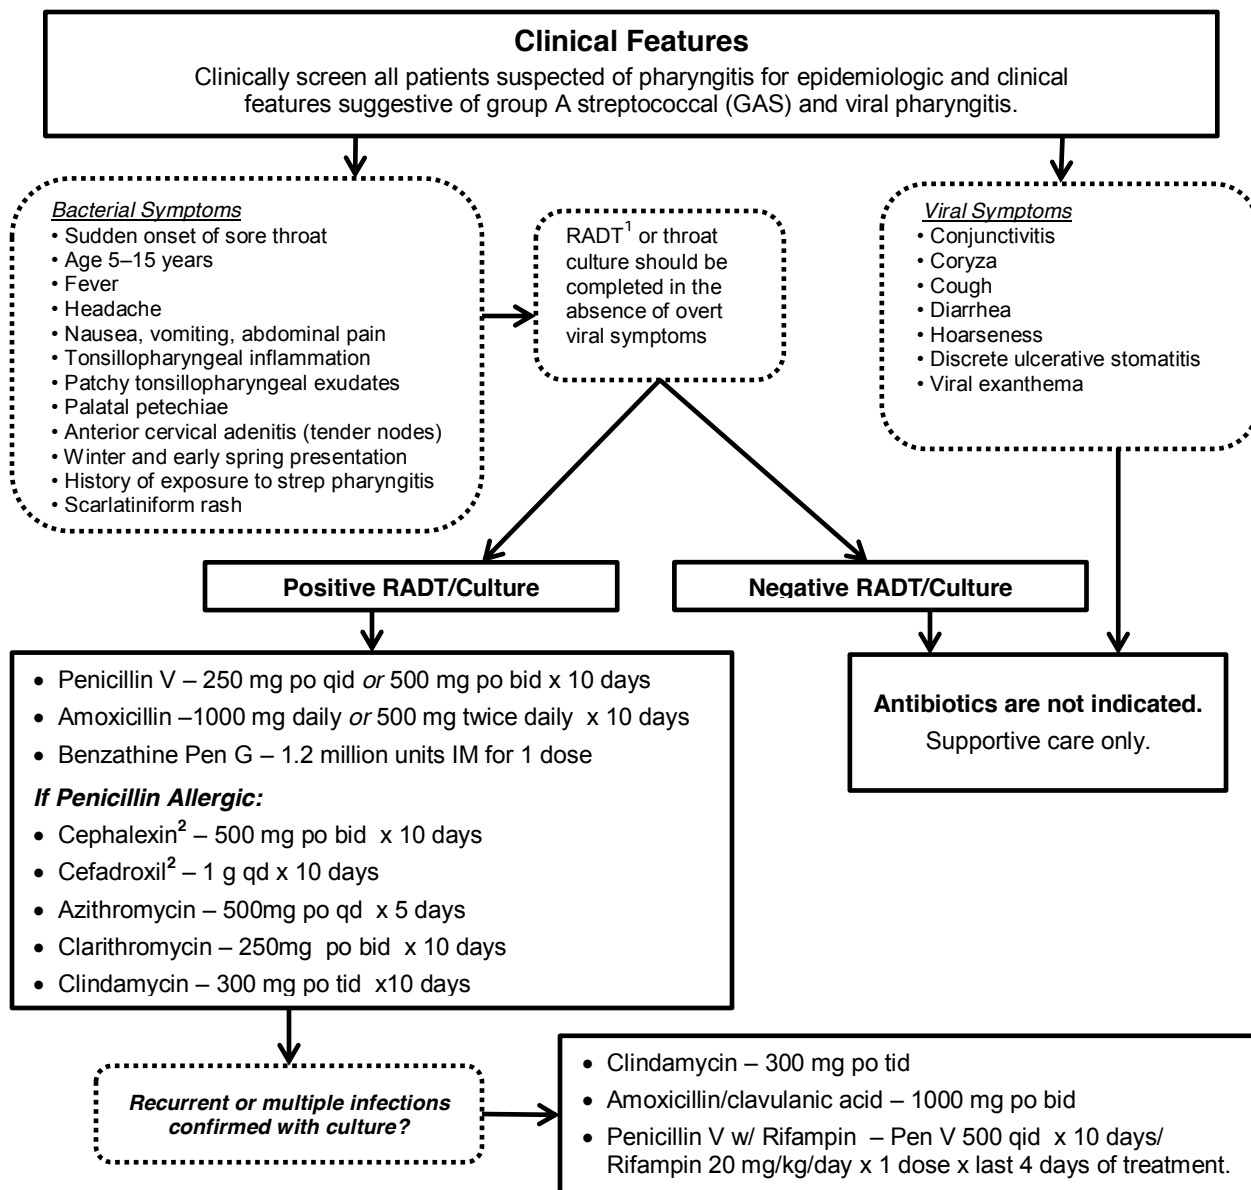 Clinical Features
Clinically screen all patients suspected of pharyngitis for epidemiologic and clinical
features suggestive of group A streptococcal (GAS) and viral pharyngitis.
Bacterial Symptoms
• Sudden onset of sore throat
• Age 5–15 years
• Fever
• Headache
• Nausea, vomiting, abdominal pain
• Tonsillopharyngeal inflammation
• Patchy tonsillopharyngeal exudates
• Palatal petechiae
• Anterior cervical adenitis (tender nodes)
• Winter and early spring presentation
• History of exposure to strep pharyngitis
• Scarlatiniform rash
RADT1 or throat
culture should be
completed in the
absence of overt
viral symptoms
Viral Symptoms
• Conjunctivitis
• Coryza
• Cough
• Diarrhea
• Hoarseness
• Discrete ulcerative stomatitis
• Viral exanthema
Positive RADT/Culture
Negative RADT/Culture
• Penicillin V – 250 mg po qid or 500 mg po bid x 10 days
• Amoxicillin –1000 mg daily or 500 mg twice daily x 10 days
• Benzathine Pen G – 1.2 million units IM for 1 dose
If Penicillin Allergic:
• Cephalexin2 – 500 mg po bid x 10 days
• Cefadroxil2 – 1 g qd x 10 days
• Azithromycin – 500mg po qd x 5 days
• Clarithromycin – 250mg po bid x 10 days
• Clindamycin – 300 mg po tid x10 days
Antibiotics are not indicated.
Supportive care only.
Recurrent or multiple infections
confirmed with culture?
• Clindamycin – 300 mg po tid
• Amoxicillin/clavulanic acid – 1000 mg po bid
• Penicillin V w/ Rifampin – Pen V 500 qid x 10 days/
Rifampin 20 mg/kg/day x 1 dose x last 4 days of treatment.